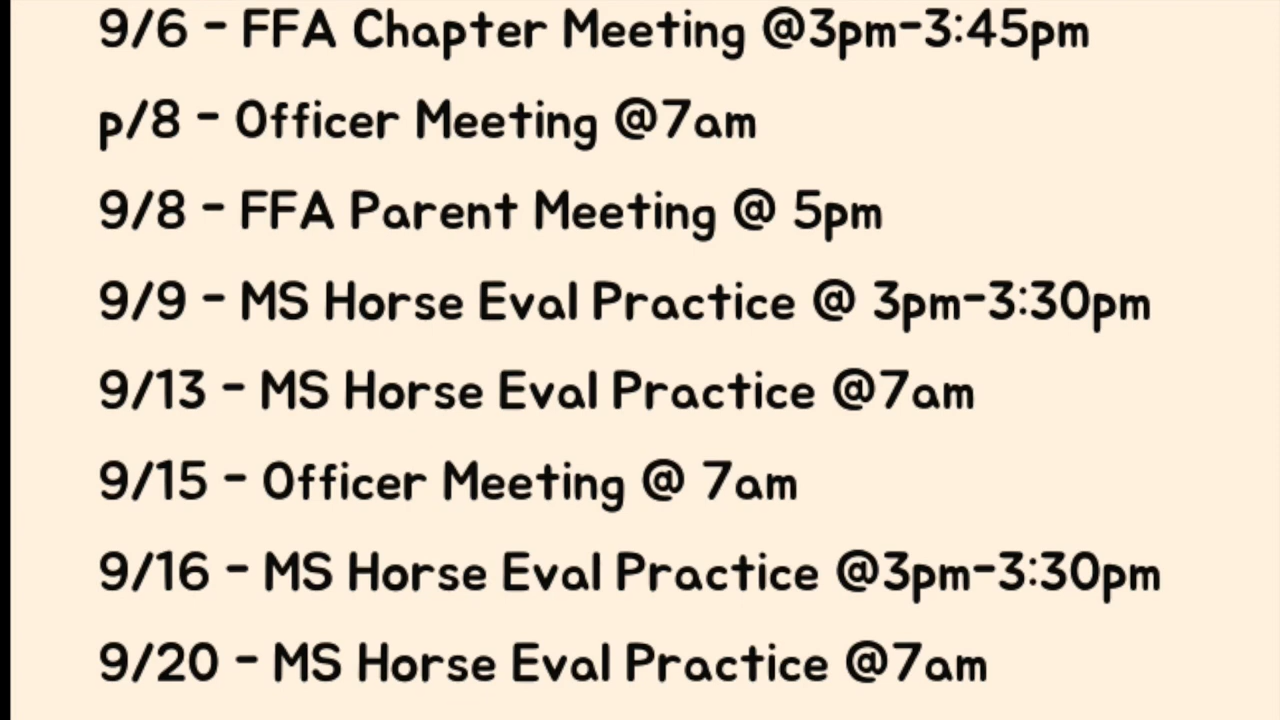 9/6 - FFA Chapter Meeting @3pm-3:45pm
p/8 - Officer Meeting @7am
9/8 - FFA Parent Meeting @ 5pm
9/9 - MS Horse Eval Practice @ 3pm-3:30pm
9/13 - MS Horse Eval Practice @7am
9/15 - Officer Meeting @ 7am
9/16 - MS Horse Eval Practice @3pm-3:30pm
9/20 - MS Horse Eval Practice @7am